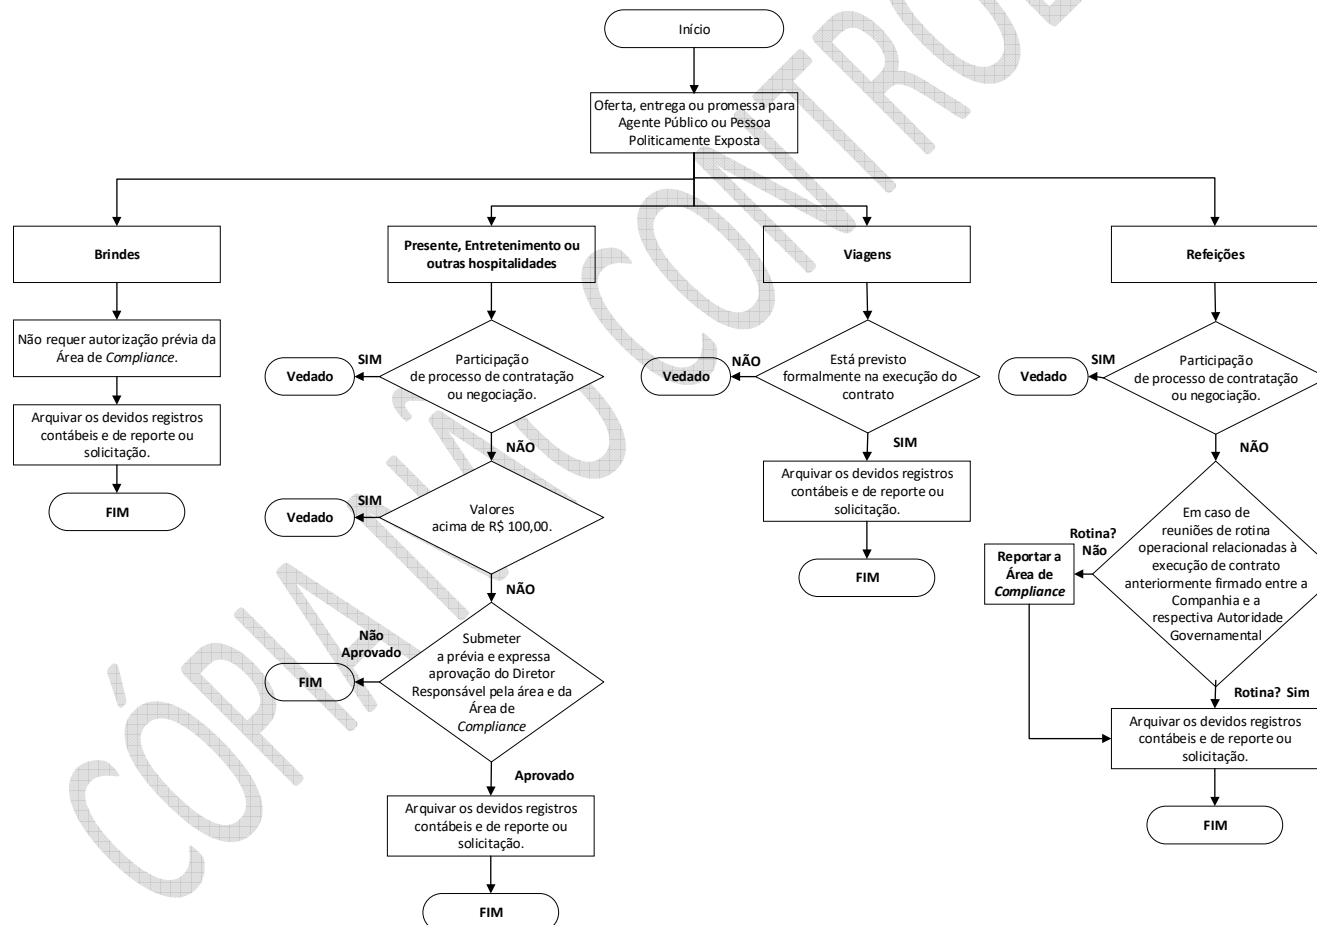 Início
Oferta, entrega ou promessa para
Agente Público ou Pessoa
Politicamente Exposta
Brindes
Não requer autorização prévia da
Área de Compliance.
Arquivar os devidos registros
contábeis e de reporte ou
solicitação.
FIM
Presente, Entretenimento ou
outras hospitalidades
Participação
de processo de contratação
ou negociação.
SIM
Vedado
NÃO
Valores
acima de R$ 100,00.
SIM
Vedado
NÃO
Submeter
a prévia e expressa
aprovação do Diretor
Responsável pela área e da
Área de
Compliance
Não
Aprovado
FIM
Aprovado
Arquivar os devidos registros
contábeis e de reporte ou
solicitação.
FIM
Viagens
Está previsto
formalmente na execução do
contrato
NÃO
Vedado
SIM
Arquivar os devidos registros
contábeis e de reporte ou
solicitação.
FIM
Refeições
Participação
de processo de contratação
ou negociação.
SIM
Vedado
NÃO
Em caso de
reuniões de rotina
operacional relacionadas à
execução de contrato
anteriormente firmado entre a
Companhia e a
respectiva Autoridade
Governamental
Rotina?
Não
Reportar a
Área de
Compliance
Rotina? Sim
Arquivar os devidos registros
contábeis e de reporte ou
solicitação.
FIM
CÓPIA NÃO CONTROL